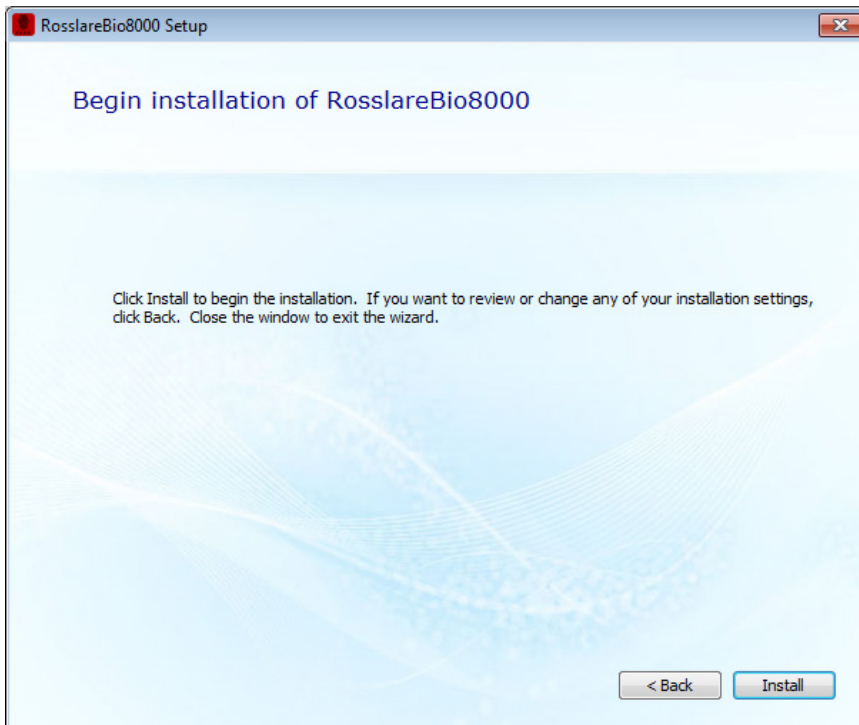 RosslareBio8000 Setup
Begin installation of RosslareBio8000
Click Install to begin the installation.  If you want to review or change any of your installation settings,
click Back.  Close the window to exit the wizard.
< Back
Install